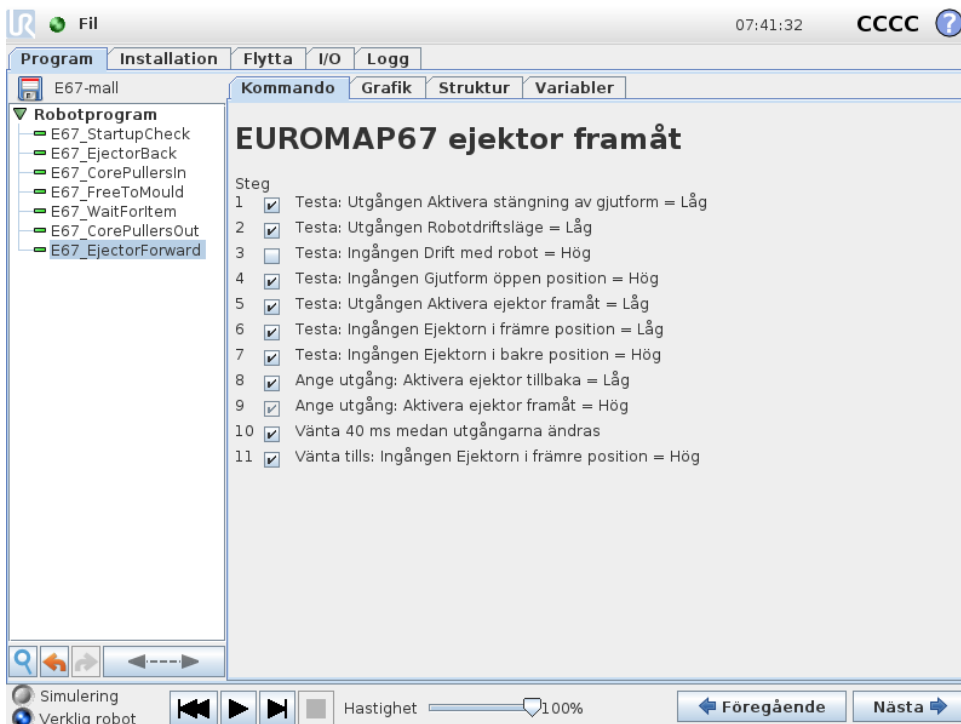 UR Fil 07:41:32 CCCC ?
Program Installation Flytta I/O Logg
E67-mall
Kommando Grafik Struktur Variabler
Robotprogram
E67_StartupCheck
E67_EjectorBack
E67_CorePullersIn
E67_FreeToMould
E67_WaitForItem
E67_CorePullersOut
E67_EjectorForward
EUROMAP67 ejektor framåt
Steg
1 Testa: Utgången Aktivera stängning av gjutform = Låg
2 Testa: Utgången Robotdriftsläge = Låg
3 Testa: Ingången Drift med robot = Hög
4 Testa: Ingången Gjutform öppen position = Hög
5 Testa: Utgången Aktivera ejektor framåt = Låg
6 Testa: Ingången Ejektorn i främre position = Låg
7 Testa: Ingången Ejektorn i bakre position = Hög
8 Ange utgång: Aktivera ejektor tillbaka = Låg
9 Ange utgång: Aktivera ejektor framåt = Hög
10 Vänta 40 ms medan utgångarna ändras
11 Vänta tills: Ingången Ejektorn i främre position = Hög
Simulering
Verklig robot
Hastighet 100%
Föregående Nästa